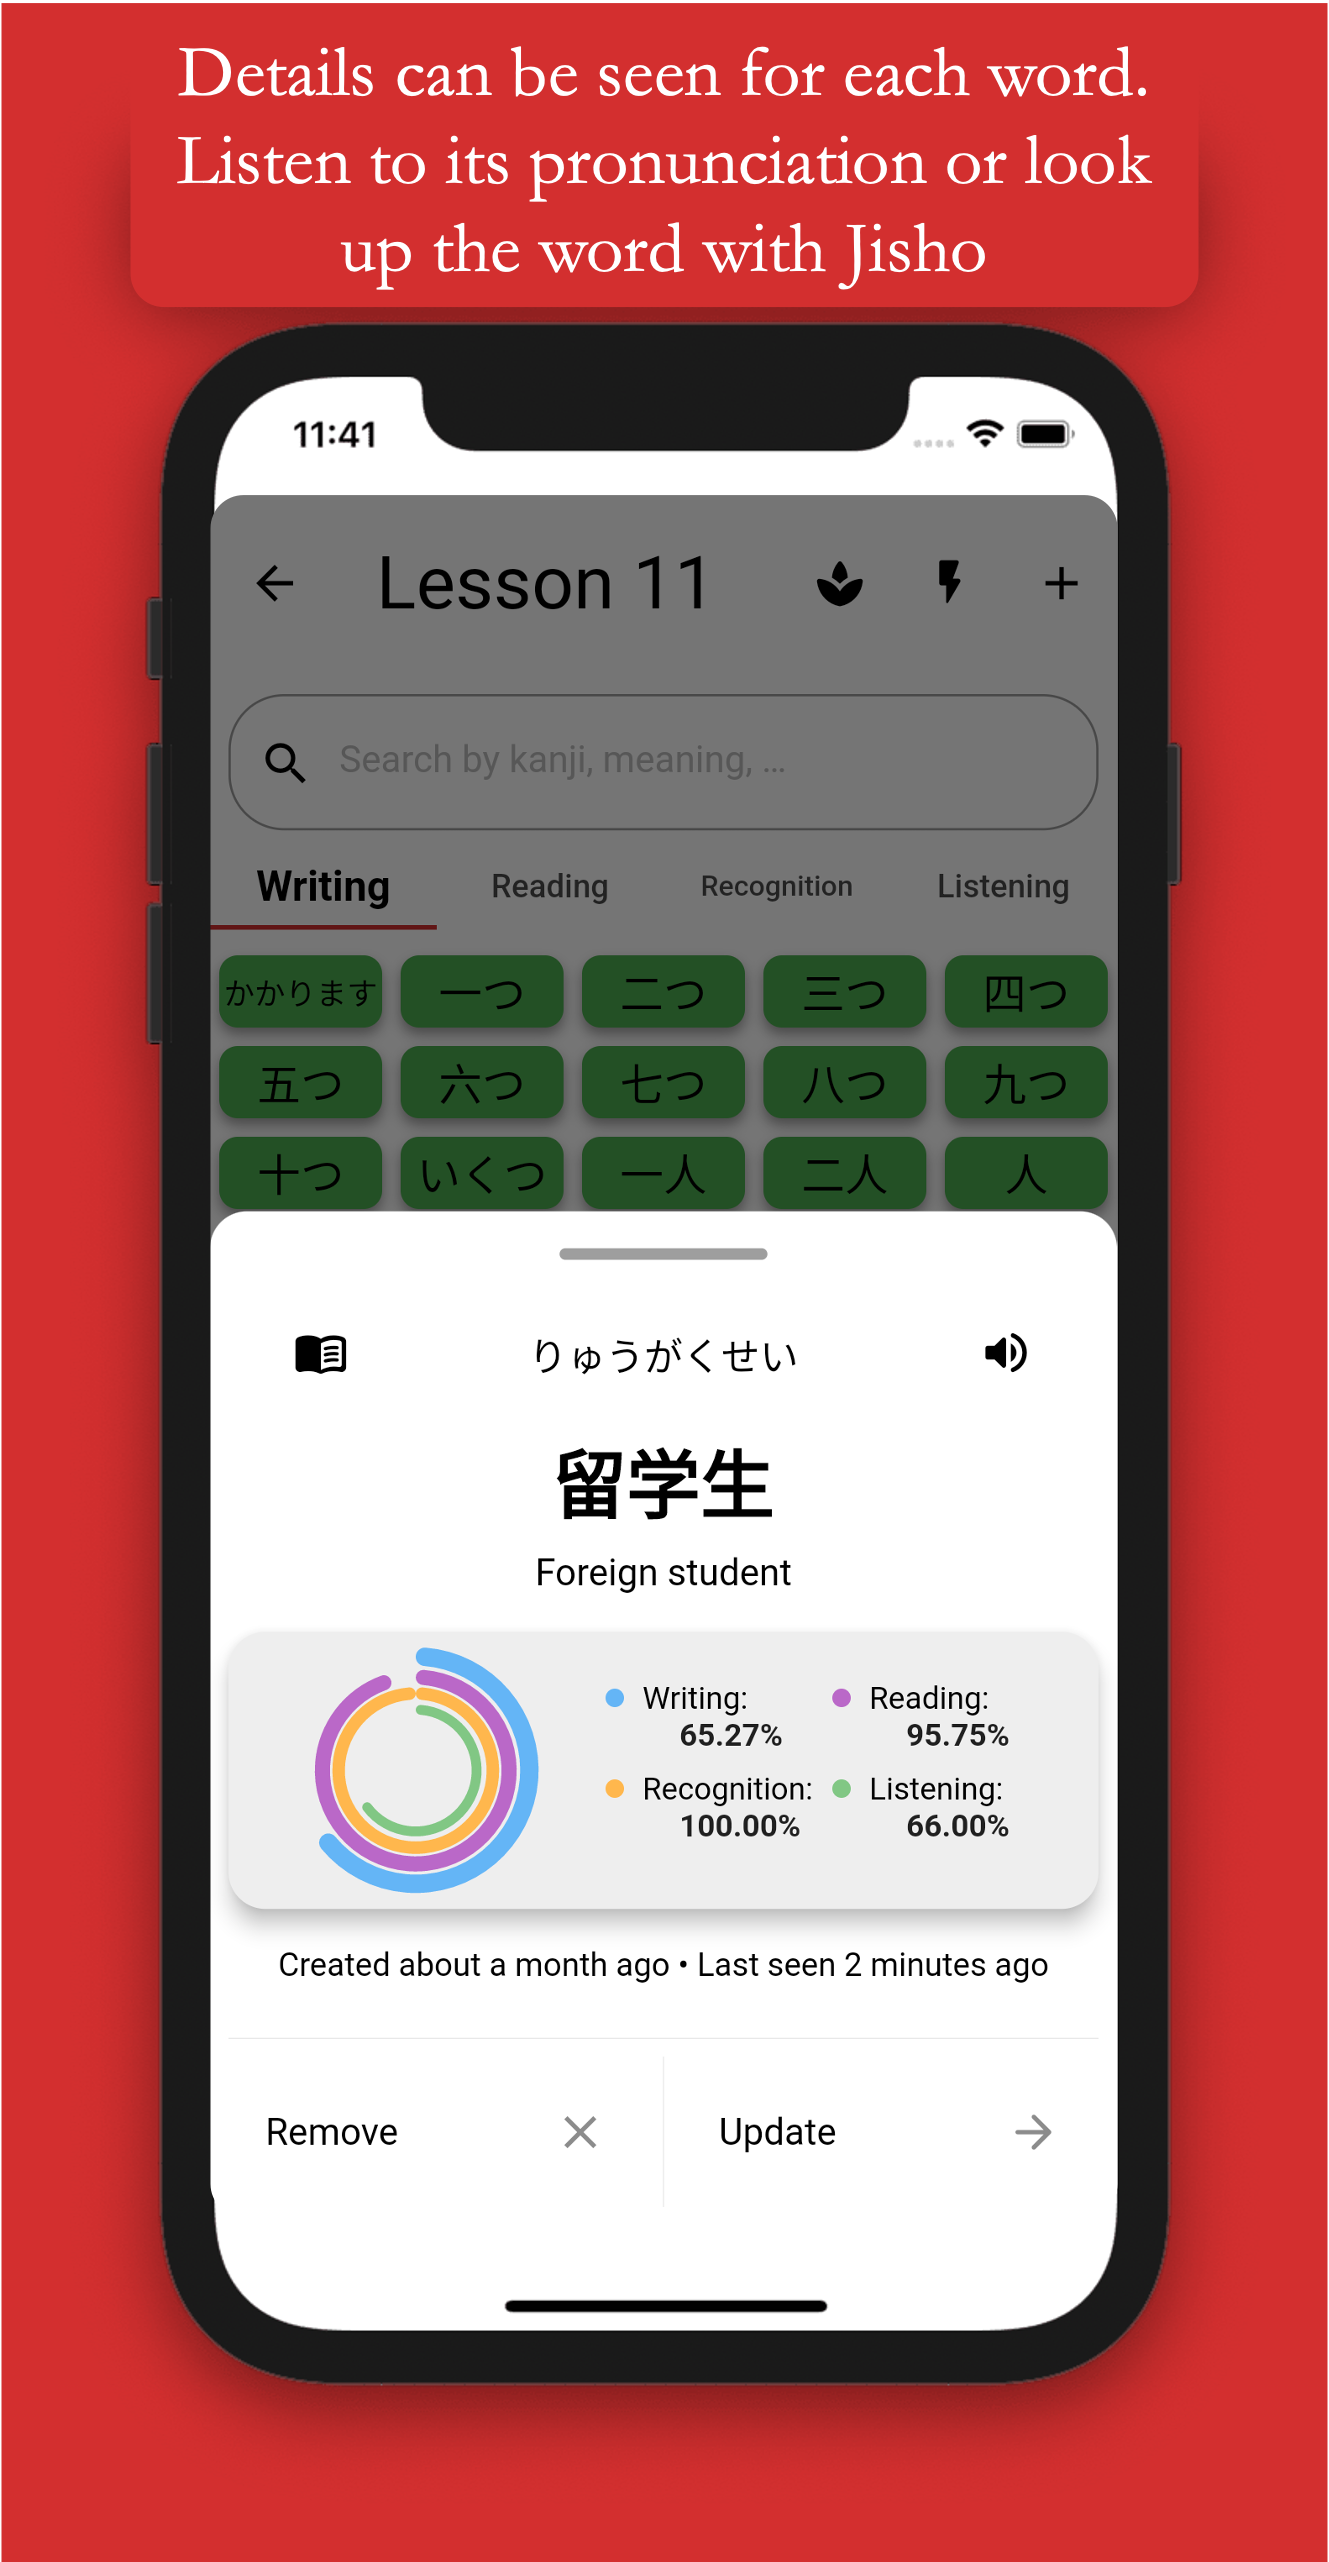 Details can be seen for each word.
Listen to its pronunciation or look
up the word with Jisho
11:41
Lesson 11
Search by kanji, meaning, ...
Writing Reading Recognition Listening
かかります 一つ 二つ 三つ 四つ
五つ 六つ 七つ 八つ 九つ
十つ いくつ 一人 二人 人
りゅうがくせい
留学生
Foreign student
Writing: Reading:
65.27% 95.75%
Recognition: Listening:
100.00% 66.00%
Created about a month ago • Last seen 2 minutes ago
Remove Update